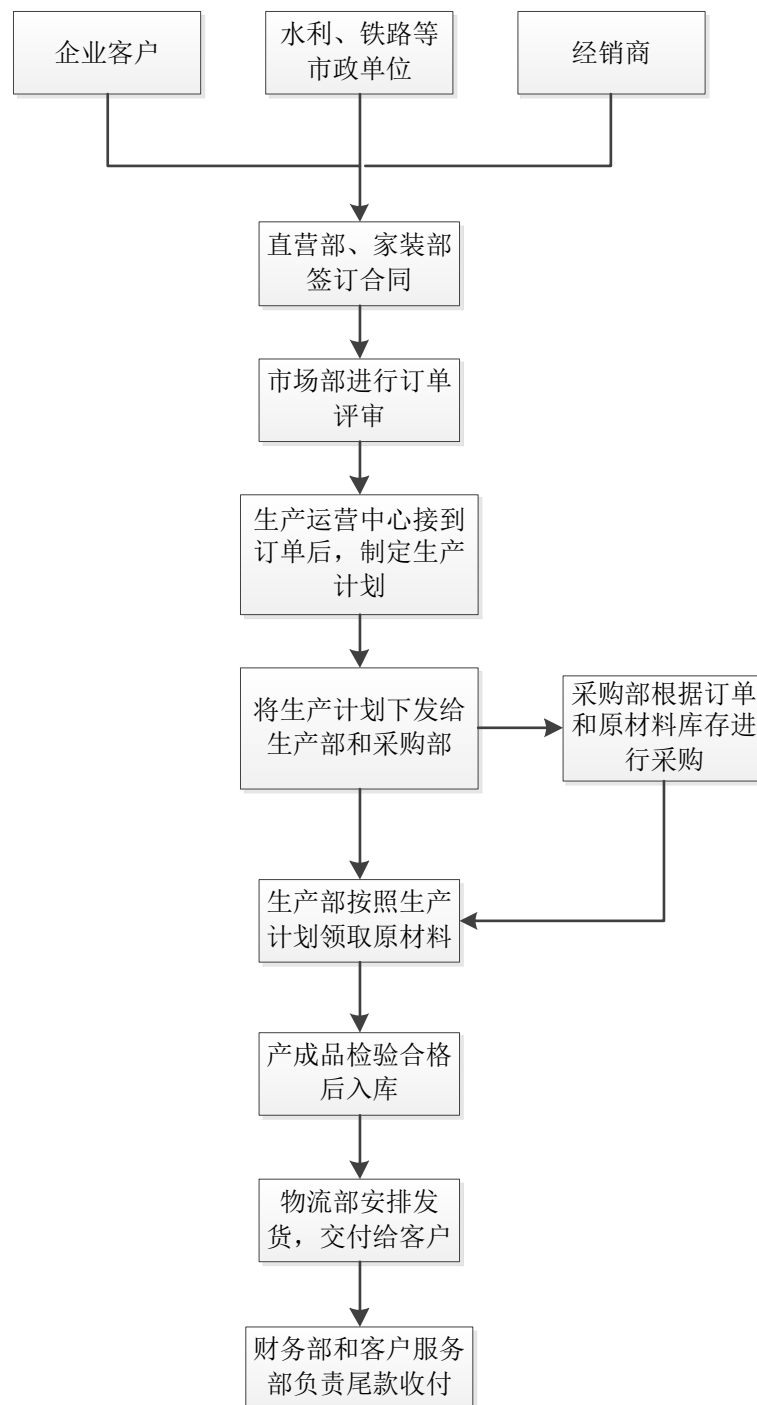 企业客户
水利、铁路等
市政单位
经销商
直营部、家装部
签订合同
市场部进行订单
评审
生产运营中心接到
订单后，制定生产
计划
将生产计划下发给
生产部和采购部
采购部根据订单
和原材料库存进
行采购
生产部按照生产
计划领取原材料
产成品检验合格
后入库
物流部安排发
货，交付给客户
财务部和客户服务
部负责尾款收付